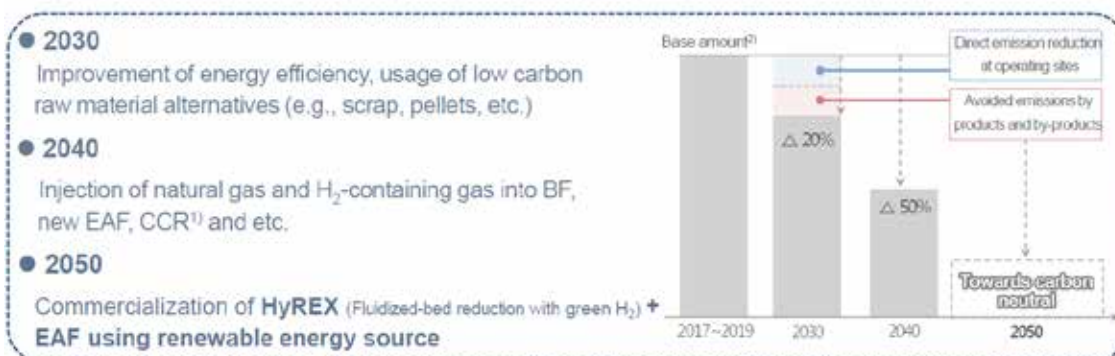 ● 2030
Improvement of energy efficiency, usage of low carbon
raw material alternatives (e.g., scrap, pellets, etc.)
● 2040
Injection of natural gas and H₂-containing gas into BF,
new EAF, CCR¹⁾ and etc.
● 2050
Commercialization of HyREX (Fluidized-bed reduction with green H₂) +
EAF using renewable energy source
Base amount²⁾
Direct emission reduction
at operating sites
Avoided emissions by
products and by-products
△ 20%
△ 50%
Towards carbon
neutral
2017~2019
2030
2040
2050